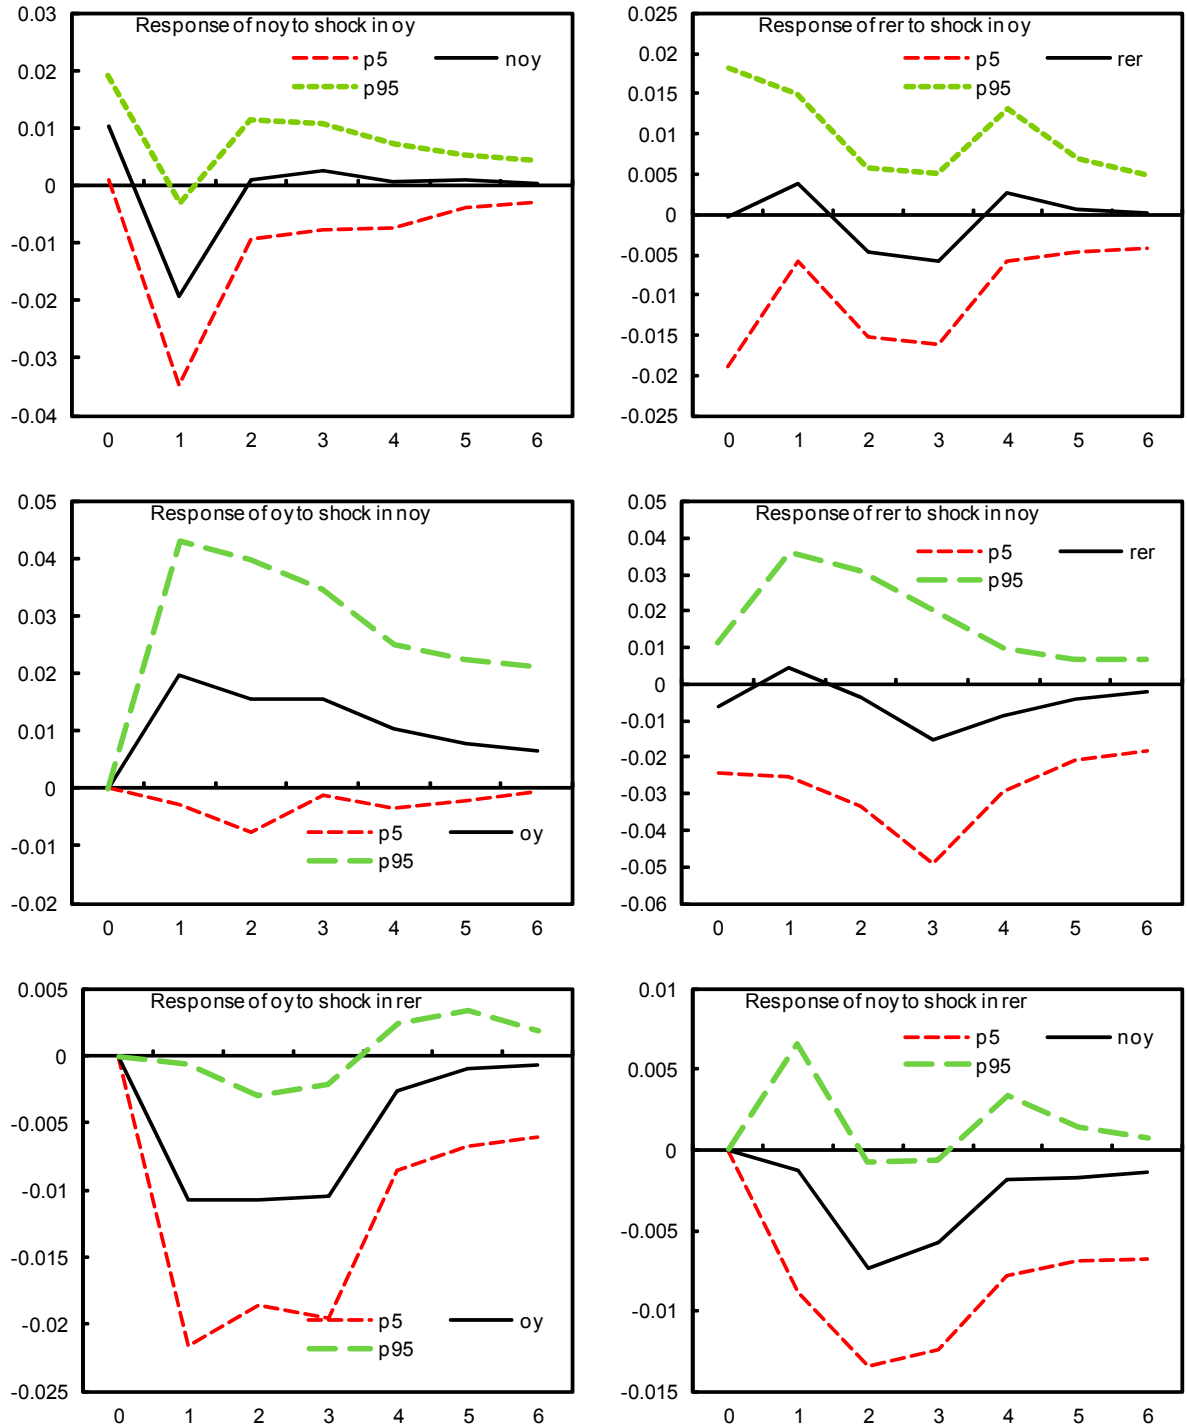 Response of noy to shock in oy
p5 noy
p95
0.03
0.02
0.01
0
-0.01
-0.02
-0.03
-0.04
0 1 2 3 4 5 6
Response of rer to shock in oy
p5 rer
p95
0.025
0.02
0.015
0.01
0.005
0
-0.005
-0.01
-0.015
-0.02
-0.025
0 1 2 3 4 5 6
Response of oy to shock in noy
0.05
0.04
0.03
0.02
0.01
0
-0.01
-0.02
p5 oy
p95
0 1 2 3 4 5 6
Response of rer to shock in noy
p5 rer
p95
0.05
0.04
0.03
0.02
0.01
0
-0.01
-0.02
-0.03
-0.04
-0.05
-0.06
0 1 2 3 4 5 6
Response of oy to shock in rer
0.005
0
-0.005
-0.01
-0.015
-0.02
-0.025
p5 oy
p95
0 1 2 3 4 5 6
Response of noy to shock in rer
p5 noy
p95
0.01
0.005
0
-0.005
-0.01
-0.015
0 1 2 3 4 5 6